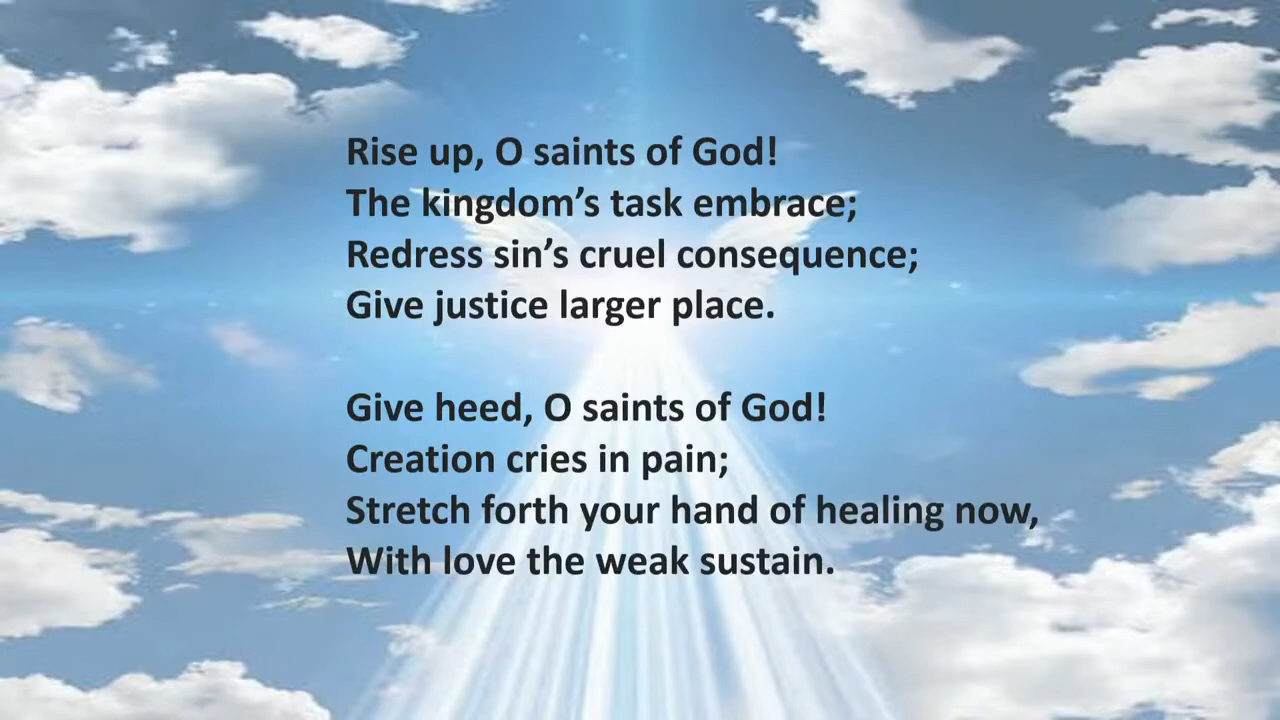 Rise up, O saints of God!
The kingdom’s task embrace;
Redress sin’s cruel consequence;
Give justice larger place.

Give heed, O saints of God!
Creation cries in pain;
Stretch forth your hand of healing now,
With love the weak sustain.